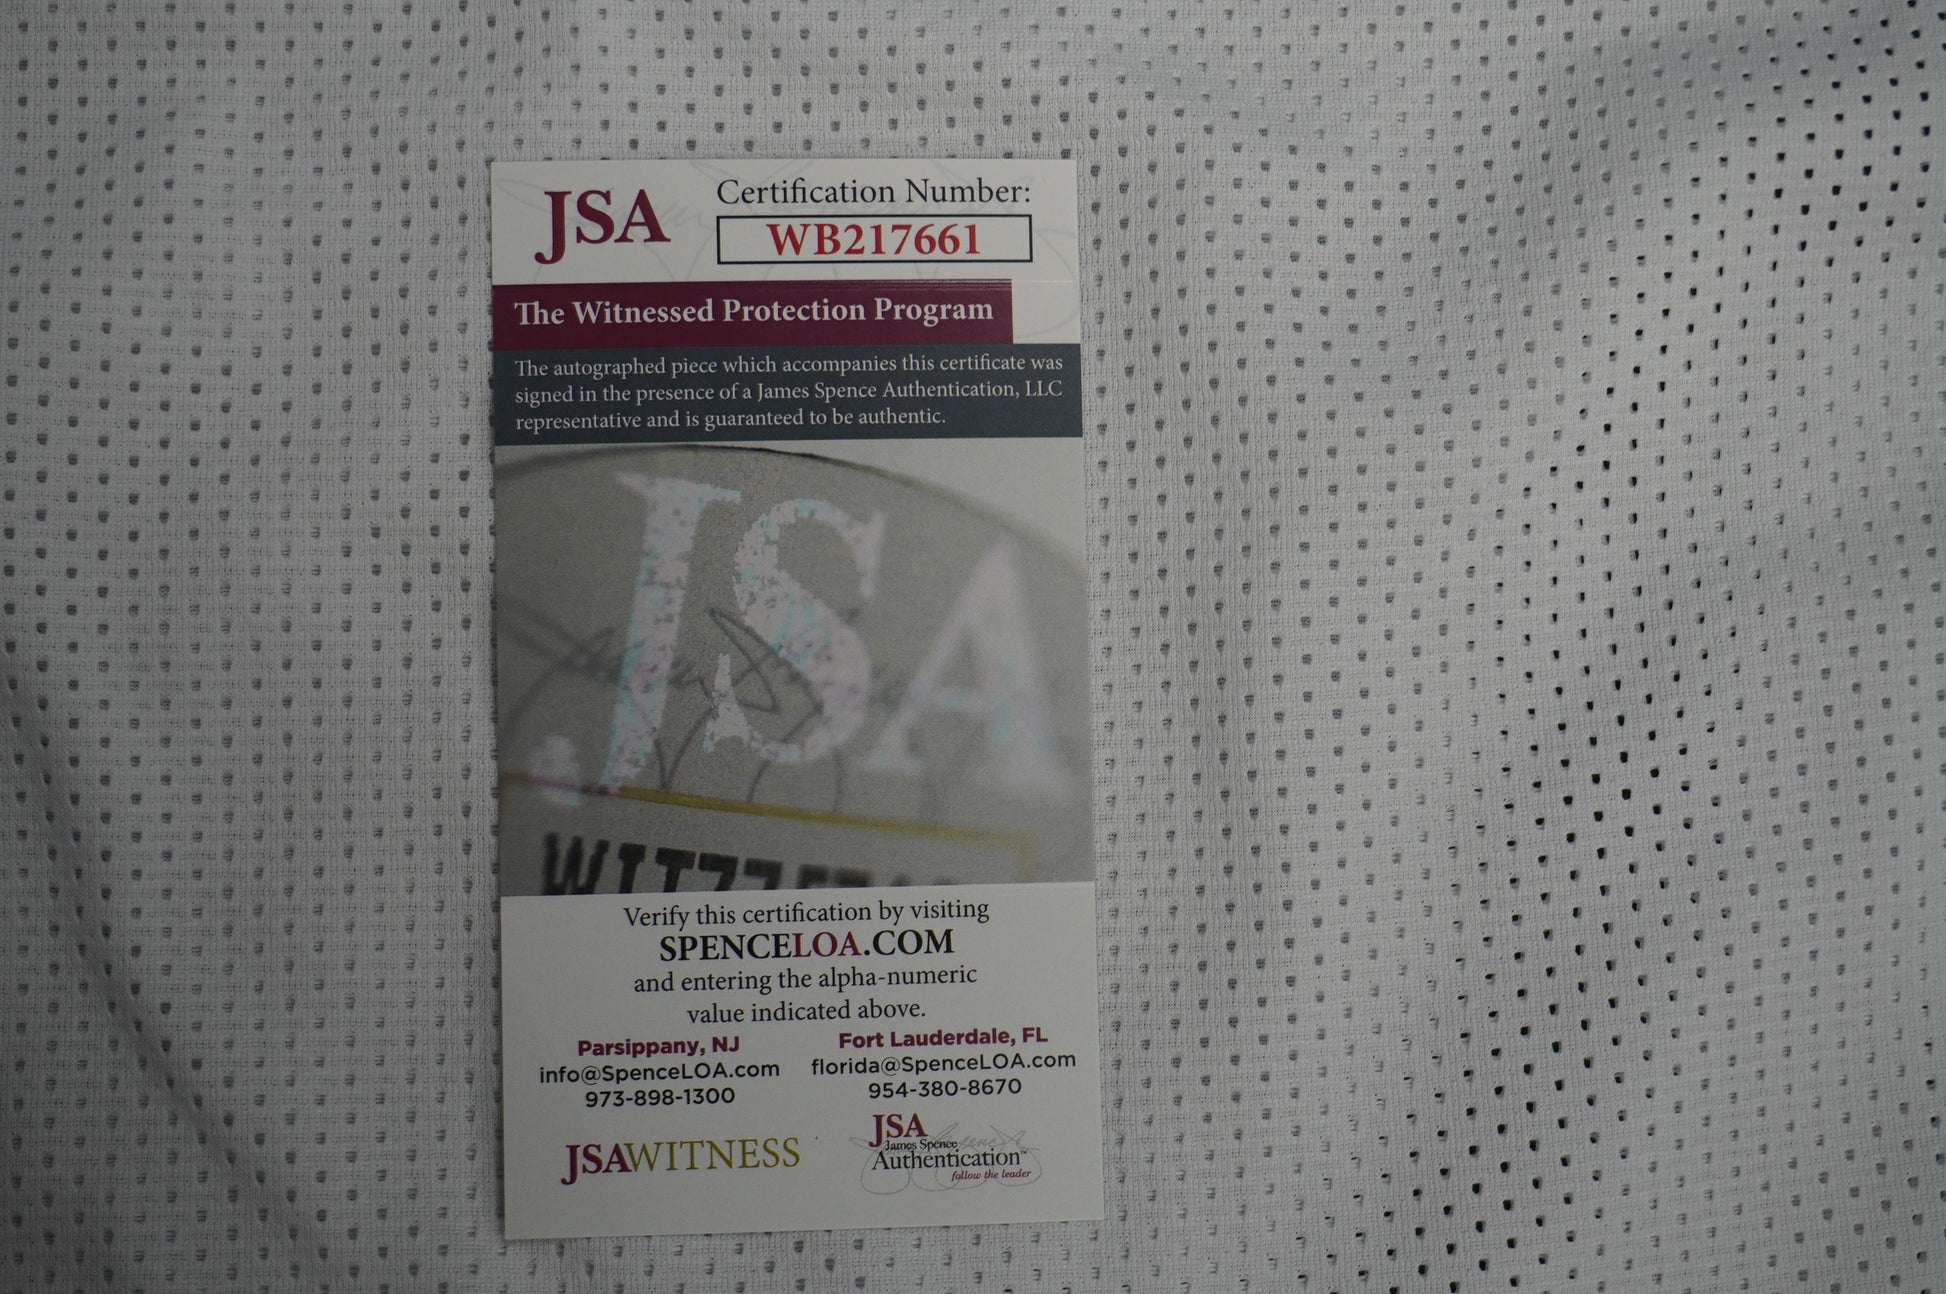 JSA
Certification Number:
WB217661
The Witnessed Protection Program
The autographed piece which accompanies this certificate was
signed in the presence of a James Spence Authentication, LLC
representative and is guaranteed to be authentic.
JSA
Verify this certification by visiting
SPENCELOA.COM
and entering the alpha-numeric
value indicated above.
Parsippany, NJ
info@SpenceLOA.com
973-898-1300
Fort Lauderdale, FL
florida@SpenceLOA.com
954-380-8670
JSAWITNESS
JSA
James Spence
Authentication™
follow the leader